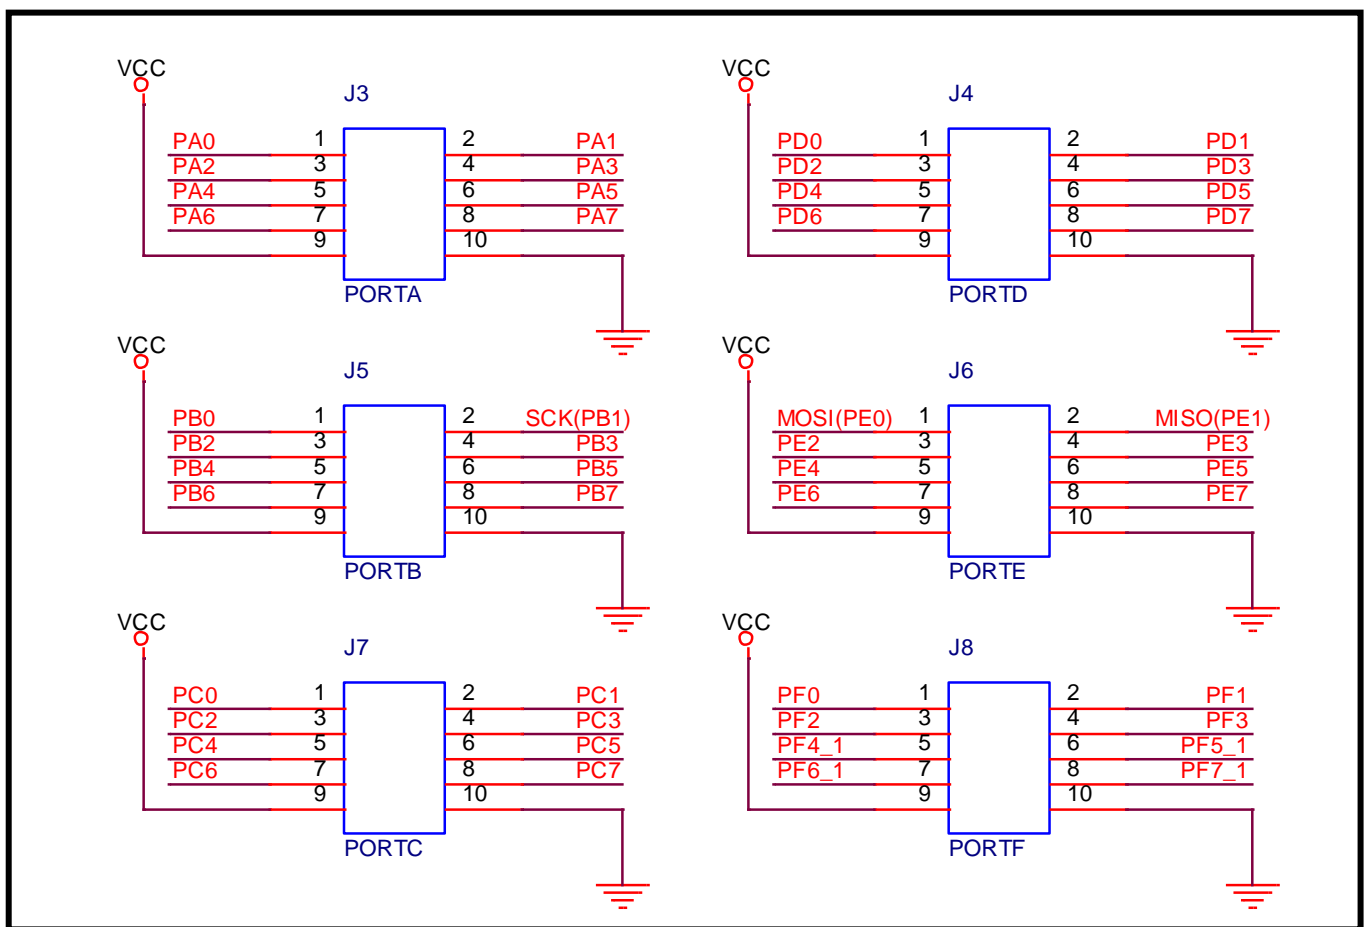 VCC VCC
J3 J4
PA0 1 2 PA1 PD0 1 2 PD1
PA2 3 4 PA3 PD2 3 4 PD3
PA4 5 6 PA5 PD4 5 6 PD5
PA6 7 8 PA7 PD6 7 8 PD7
9 10 9 10
PORTA PORTD
VCC VCC
J5 J6
PB0 1 2 SCK(PB1) MOSI(PE0) 1 2 MISO(PE1)
PB2 3 4 PB3 PE2 3 4 PE3
PB4 5 6 PB5 PE4 5 6 PE5
PB6 7 8 PB7 PE6 7 8 PE7
9 10 9 10
PORTB PORTE
VCC VCC
J7 J8
PC0 1 2 PC1 PF0 1 2 PF1
PC2 3 4 PC3 PF2 3 4 PF3
PC4 5 6 PC5 PF4_1 5 6 PF5_1
PC6 7 8 PC7 PF6_1 7 8 PF7_1
9 10 9 10
PORTC PORTF